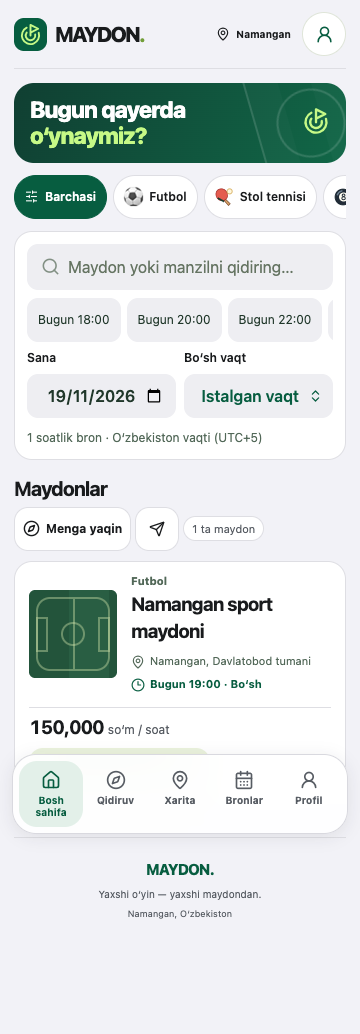 MAYDON.
Namangan
Bugun qayerda
o‘ynaymiz?
Barchasi
Futbol
Stol tennisi
Maydon yoki manzilni qidiring...
Bugun 18:00
Bugun 20:00
Bugun 22:00
Sana
Bo‘sh vaqt
19/11/2026
Istalgan vaqt
1 soatlik bron · O‘zbekiston vaqti (UTC+5)
Maydonlar
Menga yaqin
1 ta maydon
Futbol
Namangan sport
maydoni
Namangan, Davlatobod tumani
Bugun 19:00 · Bo‘sh
150,000 so‘m / soat
Bosh
sahifa
Qidiruv
Xarita
Bronlar
Profil
MAYDON.
Yaxshi o‘yin — yaxshi maydondan.
Namangan, O‘zbekiston